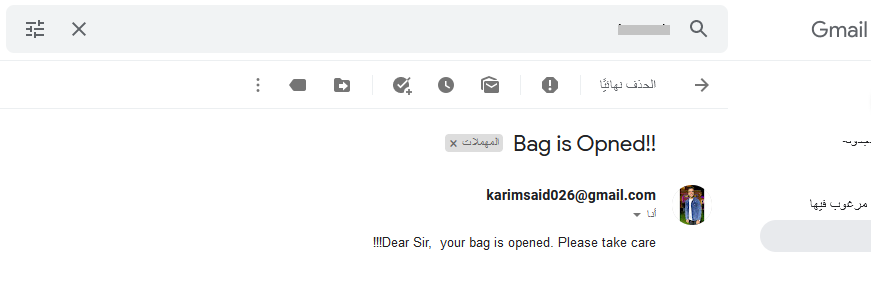 Gmail
الحذف نهائيًا
Bag is Opned!!
المهملات ×
karimsaid026@gmail.com
أنا
مرغوب فيها
!!!Dear Sir, your bag is opened. Please take care